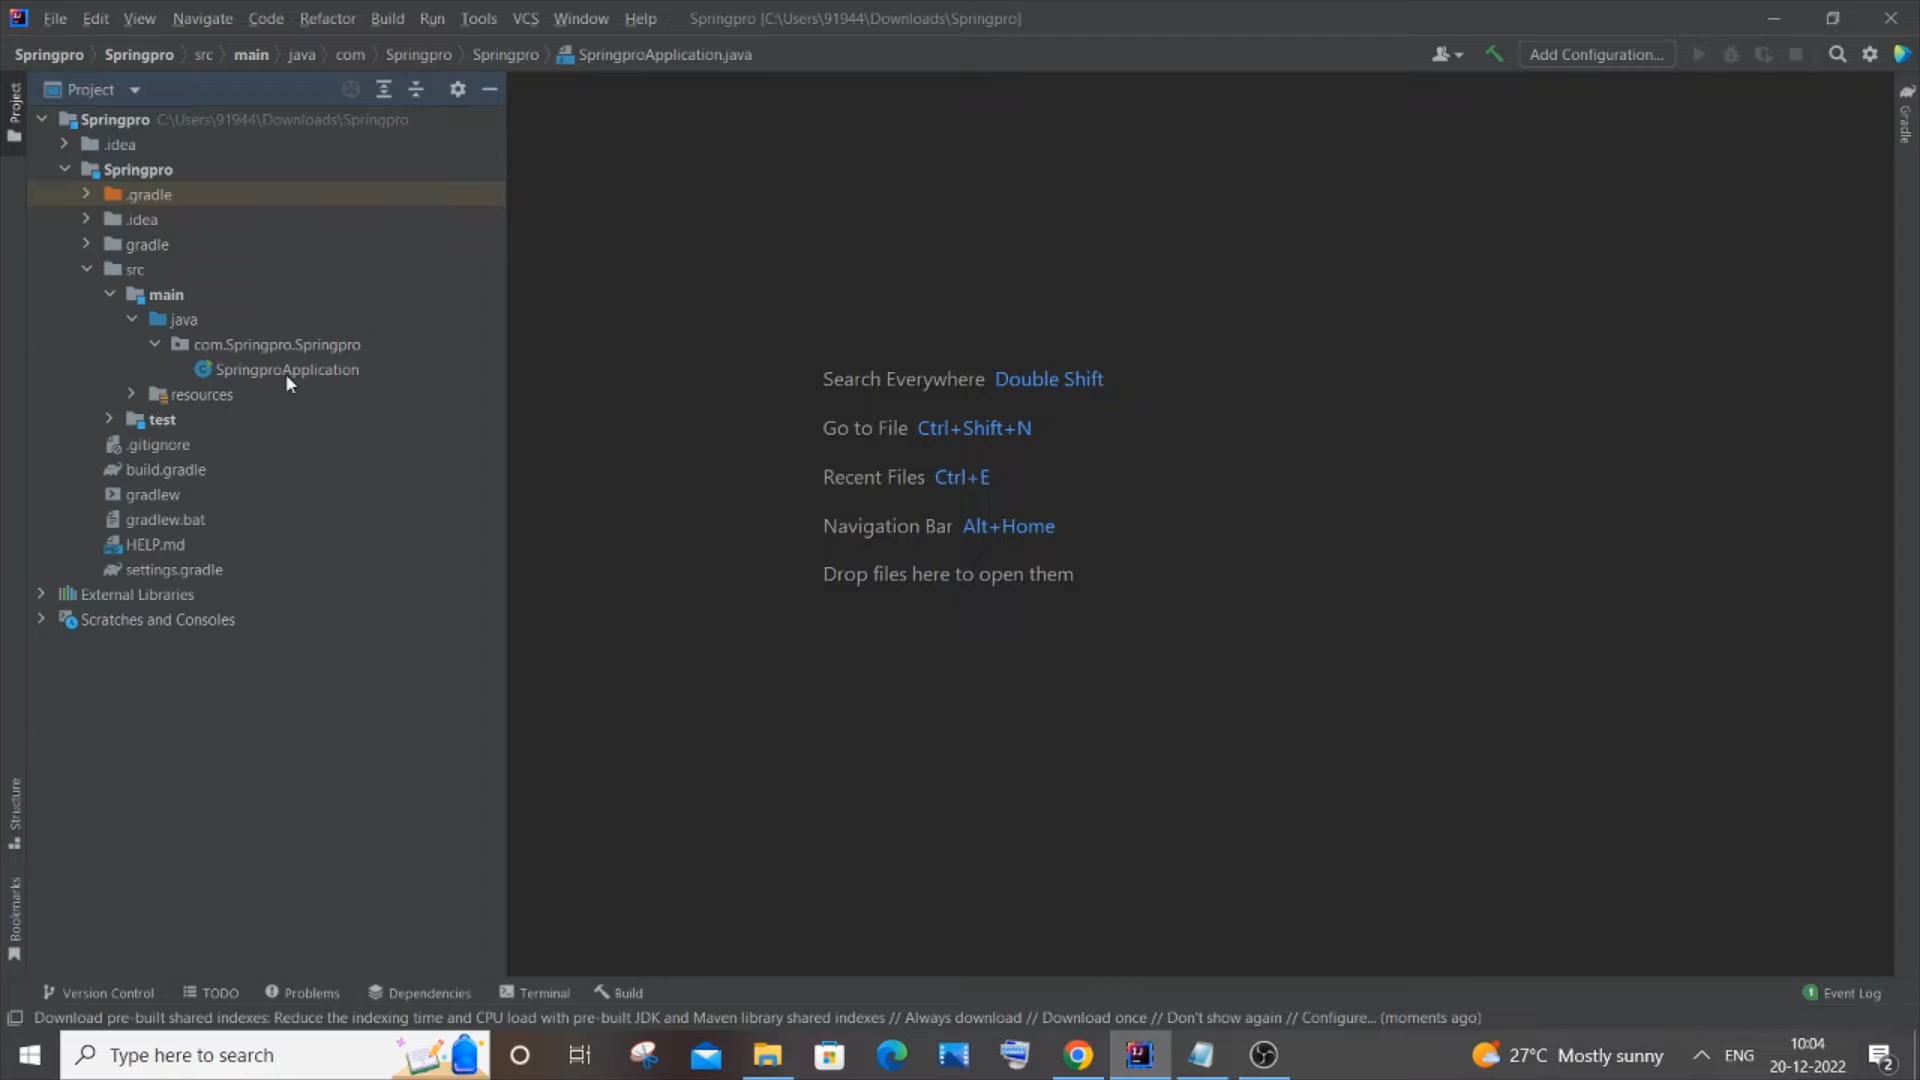 File Edit View Navigate Code Refactor Build Run Tools VCS Window Help Springpro [C:\Users\91944\Downloads\Springpro]
Springpro Springpro src main java com Springpro Springpro SpringproApplication.java Add Configuration...
Project
Project
Springpro C:\Users\91944\Downloads\Springpro
.idea
Springpro
.gradle
.idea
gradle
src
main
java
com.Springpro.Springpro
SpringproApplication
resources
test
.gitignore
build.gradle
gradlew
gradlew.bat
HELP.md
settings.gradle
External Libraries
Scratches and Consoles
Search Everywhere Double Shift
Go to File Ctrl+Shift+N
Recent Files Ctrl+E
Navigation Bar Alt+Home
Drop files here to open them
Gradle
Structure
Bookmarks
Version Control TODO Problems Dependencies Terminal Build 1 Event Log
Download pre-built shared indexes: Reduce the indexing time and CPU load with pre-built JDK and Maven library shared indexes // Always download // Download once // Don't show again // Configure... (moments ago)
Type here to search 27°C Mostly sunny ENG 10:04
20-12-2022 2